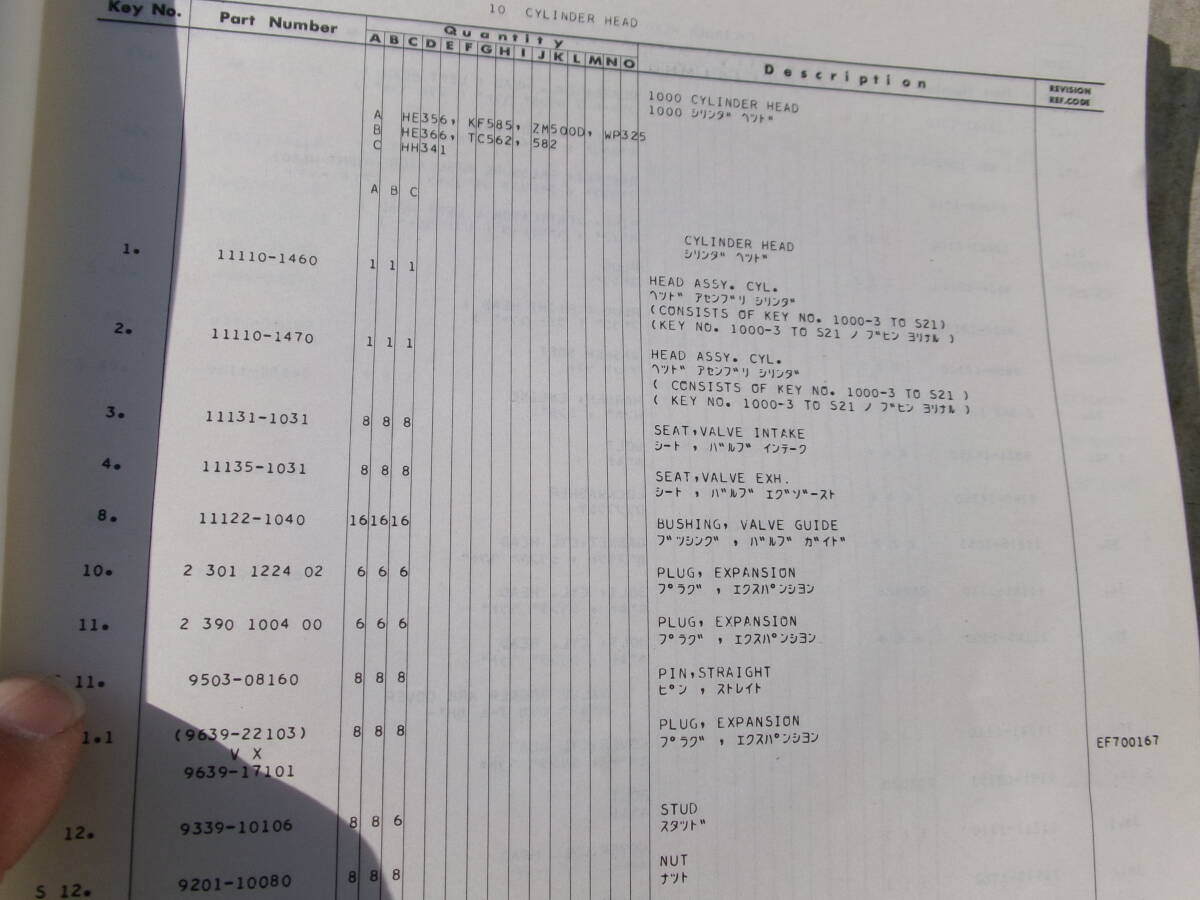 10 CYLINDER HEAD
Key No. Part Number Quantity Description REVISION REF.CODE
A B C D E F G H I J K L M N O
1000 CYLINDER HEAD
1000 シリンダ" ヘツド"
A HE356, KF585, ZM500D, WP325
B HE366, TC562, 582
C HH341
A B C
CYLINDER HEAD
シリンダ" ヘツド"
1. 11110-1460 1 1 1 HEAD ASSY. CYL.
ヘツド" アセンブ"リ シリンダ"
(CONSISTS OF KEY NO. 1000-3 TO S21)
(KEY NO. 1000-3 TO S21 ノ ブ"ヒン ヨリナル )
2. 11110-1470 1 1 1 HEAD ASSY. CYL.
ヘツド" アセンブ"リ シリンダ"
( CONSISTS OF KEY NO. 1000-3 TO S21 )
( KEY NO. 1000-3 TO S21 ノ ブ"ヒン ヨリナル )
3. 11131-1031 8 8 8 SEAT,VALVE INTAKE
シート , バ"ルブ" インテーク
4. 11135-1031 8 8 8 SEAT,VALVE EXH.
シート , バ"ルブ" エグ"ゾ"ースト
8. 11122-1040 16 16 16 BUSHING, VALVE GUIDE
ブ"ツシング" , バ"ルブ" ガ"イド"
10. 2 301 1224 02 6 6 6 PLUG, EXPANSION
プ°ラグ" , エクスパ°ンシヨン
11. 2 390 1004 00 6 6 6 PLUG, EXPANSION
プ°ラグ" , エクスパ°ンシヨン
11. 9503-08160 8 8 8 PIN,STRAIGHT
ピ°ン , ストレイト
1.1 (9639-22103) 8 8 8 PLUG, EXPANSION
プ°ラグ" , エクスパ°ンシヨン
V X
9639-17101
EF700167
12. 9339-10106 8 8 6 STUD
スタツド"
S 12. 9201-10080 8 8 8 NUT
ナツト